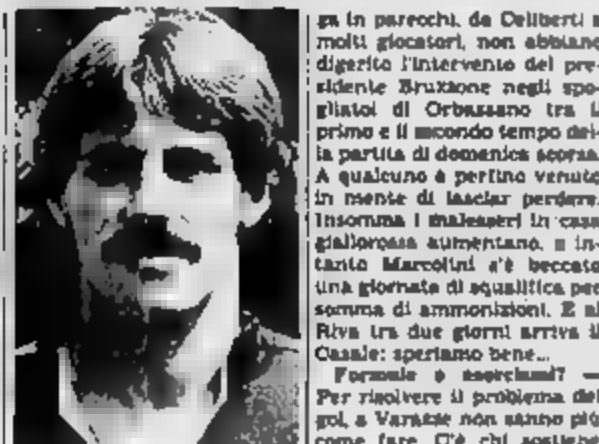 ga in parecchi, da Celiberti a
molti giocatori, non abbiano
digerito l'intervento del pre-
sidente Bruzzone negli spo-
gliatoi di Orbassano tra il
primo e il secondo tempo del-
la partita di domenica scorsa.
A qualcuno è perfino venuto
in mente di lasciar perdere.
Insomma i malesseri in casa
giallorossa aumentano, e in-
tanto Marcolini s'è beccato
una giornata di squalifica per
somma di ammonizioni. E al
Riva tra due giorni arriva il
Casale: speriamo bene...
Formule e esorcismi? —
Per risolvere il problema del
gol, a Varazze non sanno più
come fare. C'è chi